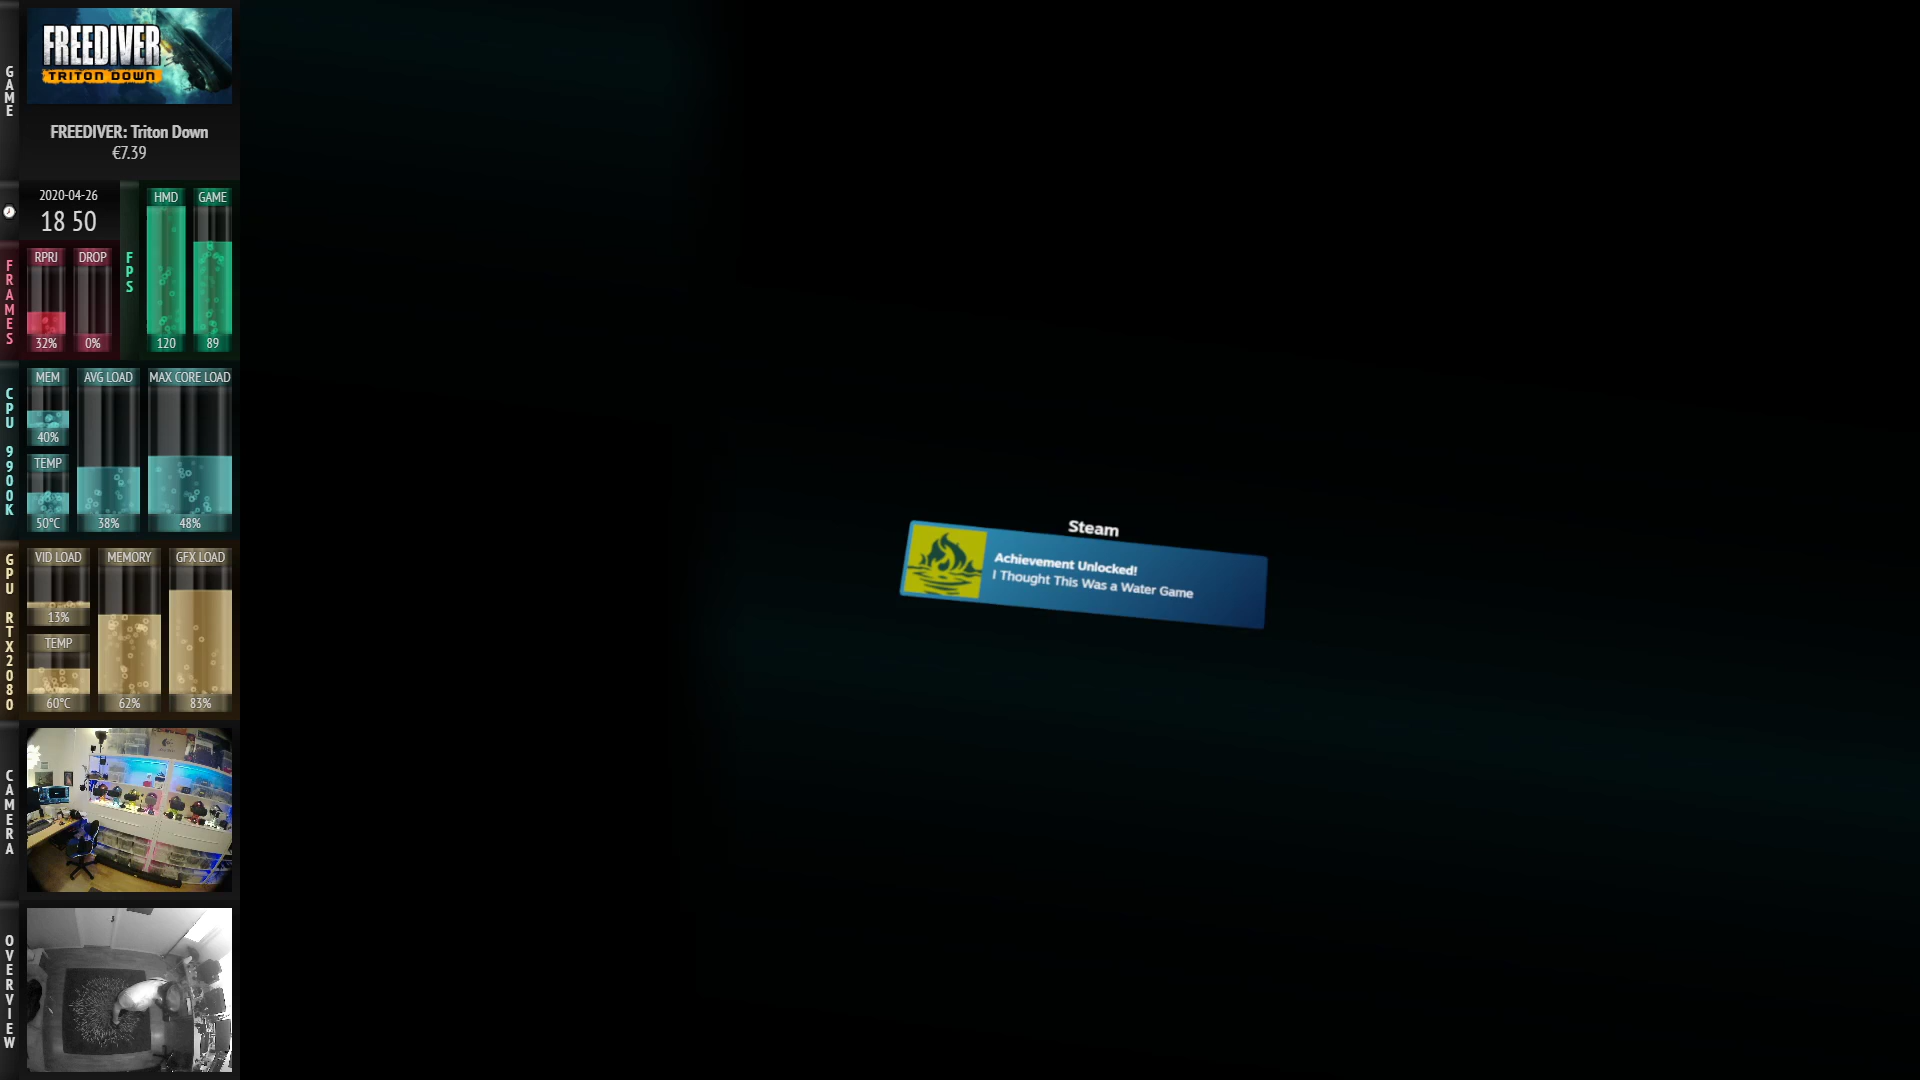 GAME
FREEDIVER
TRITON DOWN
FREEDIVER: Triton Down
€7.39
2020-04-26
18 50
FRAMES
RPRJ
DROP
32%
0%
FPS
HMD
GAME
120
89
CPU 9900K
MEM
40%
TEMP
50°C
AVG LOAD
38%
MAX CORE LOAD
48%
GPU RTX2080
VID LOAD
13%
TEMP
60°C
MEMORY
62%
GFX LOAD
83%
CAMERA
OVERVIEW
Steam
Achievement Unlocked!
I Thought This Was a Water Game